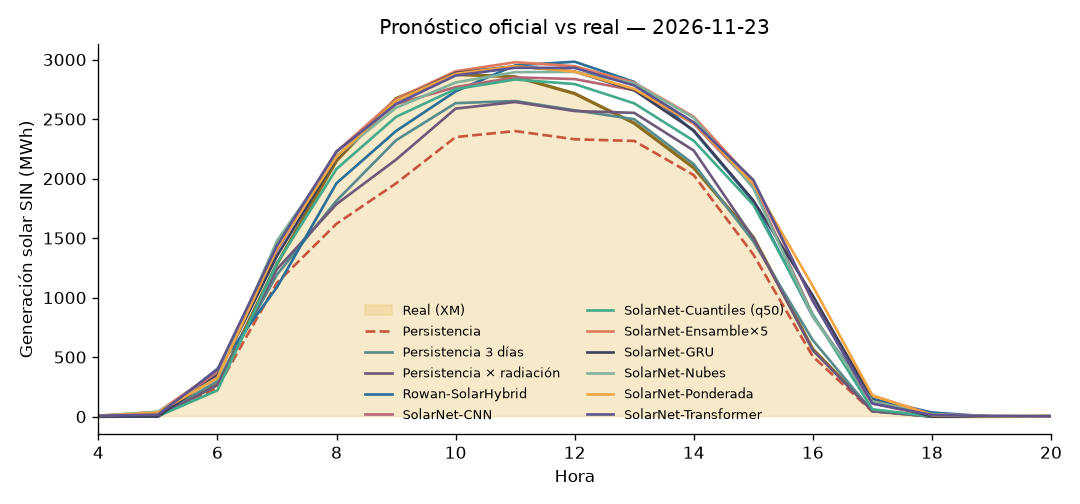 Pronóstico oficial vs real — 2026-11-23
Generación solar SIN (MWh)
3000
2500
2000
1500
1000
500
0
Real (XM)
Persistencia
Persistencia 3 días
Persistencia × radiación
Rowan-SolarHybrid
SolarNet-CNN
SolarNet-Cuantiles (q50)
SolarNet-Ensamble×5
SolarNet-GRU
SolarNet-Nubes
SolarNet-Ponderada
SolarNet-Transformer
4 6 8 10 12 14 16 18 20
Hora